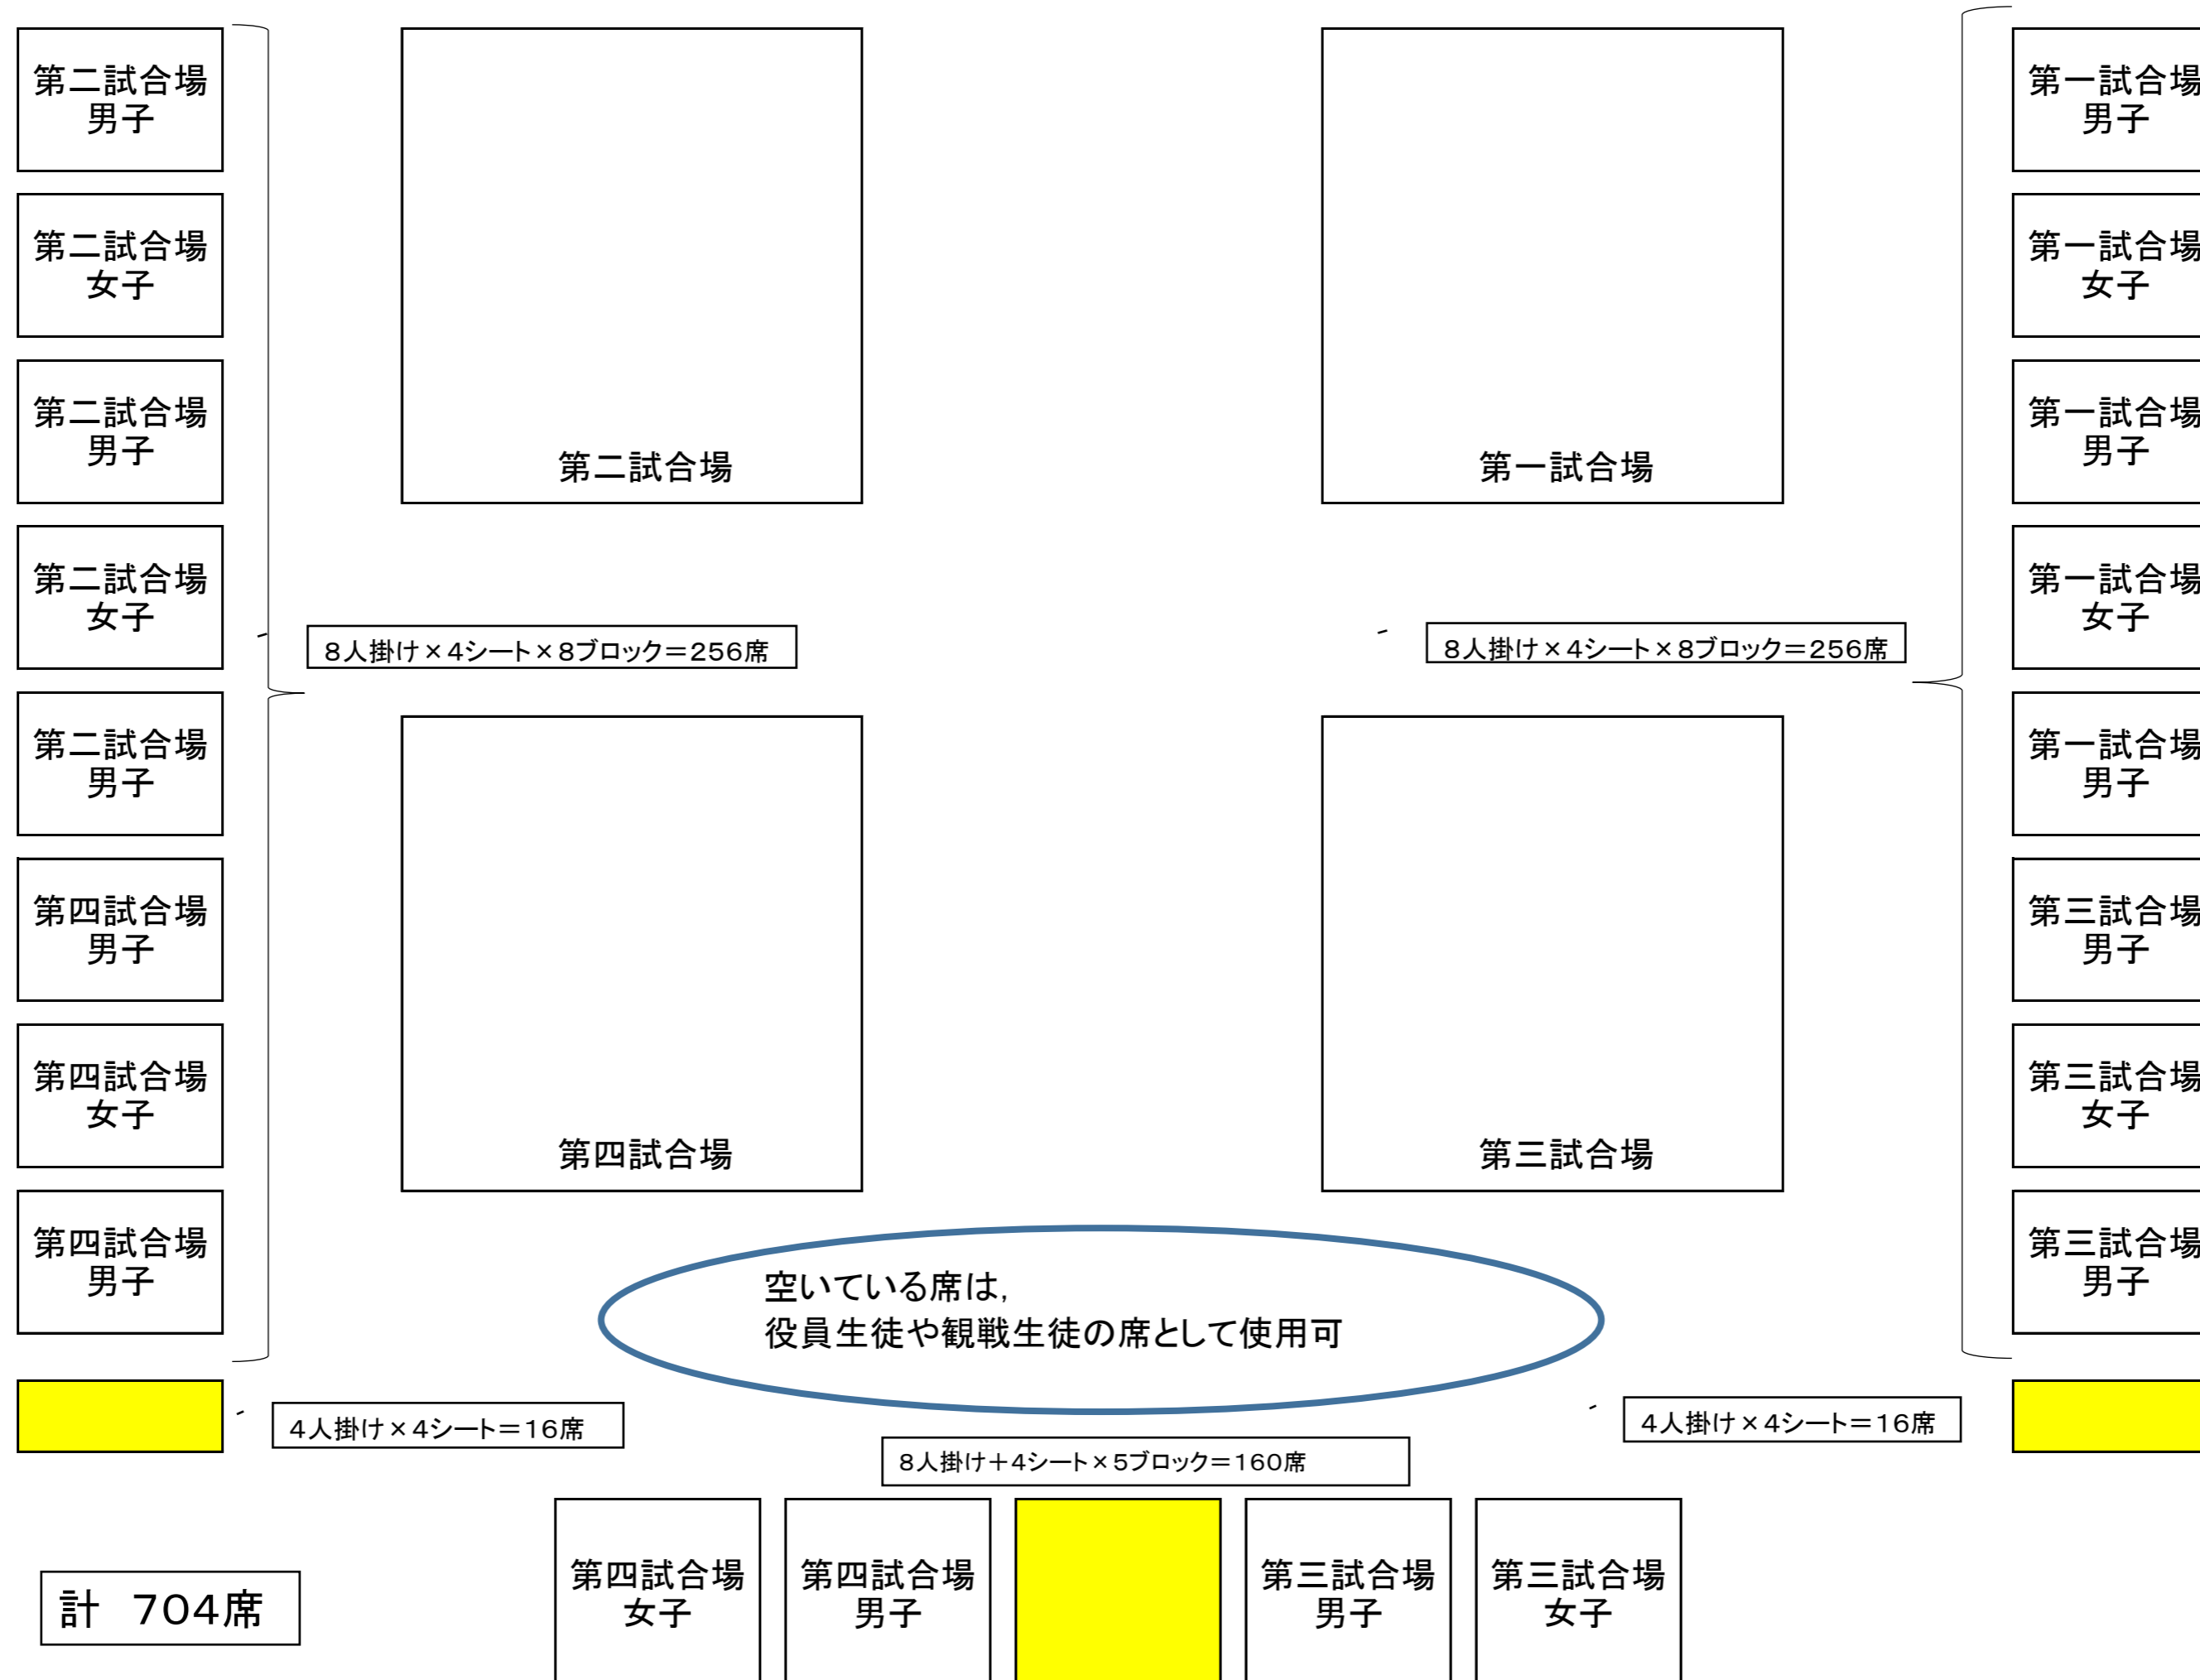 第二試合場
男子
第二試合場
女子
第二試合場
男子
第二試合場
女子
第二試合場
男子
第四試合場
男子
第四試合場
女子
第四試合場
男子
第二試合場
第一試合場
8人掛け×4シート×8ブロック=256席
8人掛け×4シート×8ブロック=256席
第四試合場
第三試合場
第一試合場
男子
第一試合場
女子
第一試合場
男子
第一試合場
女子
第一試合場
男子
第三試合場
男子
第三試合場
女子
第三試合場
男子
空いている席は,
役員生徒や観戦生徒の席として使用可
4人掛け×4シート=16席
4人掛け×4シート=16席
8人掛け+4シート×5ブロック=160席
計 704席
第四試合場
女子
第四試合場
男子
第三試合場
男子
第三試合場
女子